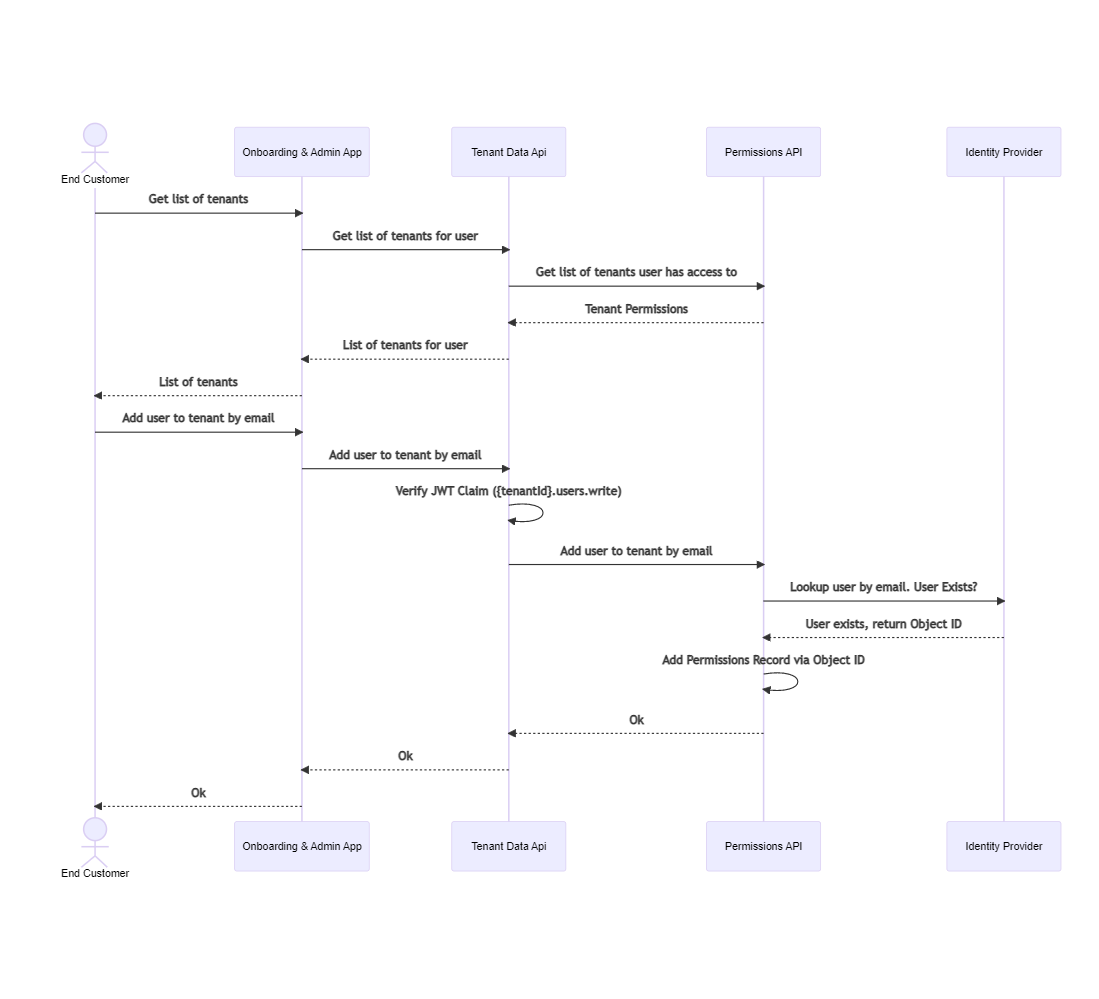 End Customer
Onboarding & Admin App
Tenant Data Api
Permissions API
Identity Provider
Get list of tenants
Get list of tenants for user
Get list of tenants user has access to
Tenant Permissions
List of tenants for user
List of tenants
Add user to tenant by email
Add user to tenant by email
Verify JWT Claim ({tenantId}.users.write)
Add user to tenant by email
Lookup user by email. User Exists?
User exists, return Object ID
Add Permissions Record via Object ID
Ok
Ok
Ok
End Customer
Onboarding & Admin App
Tenant Data Api
Permissions API
Identity Provider